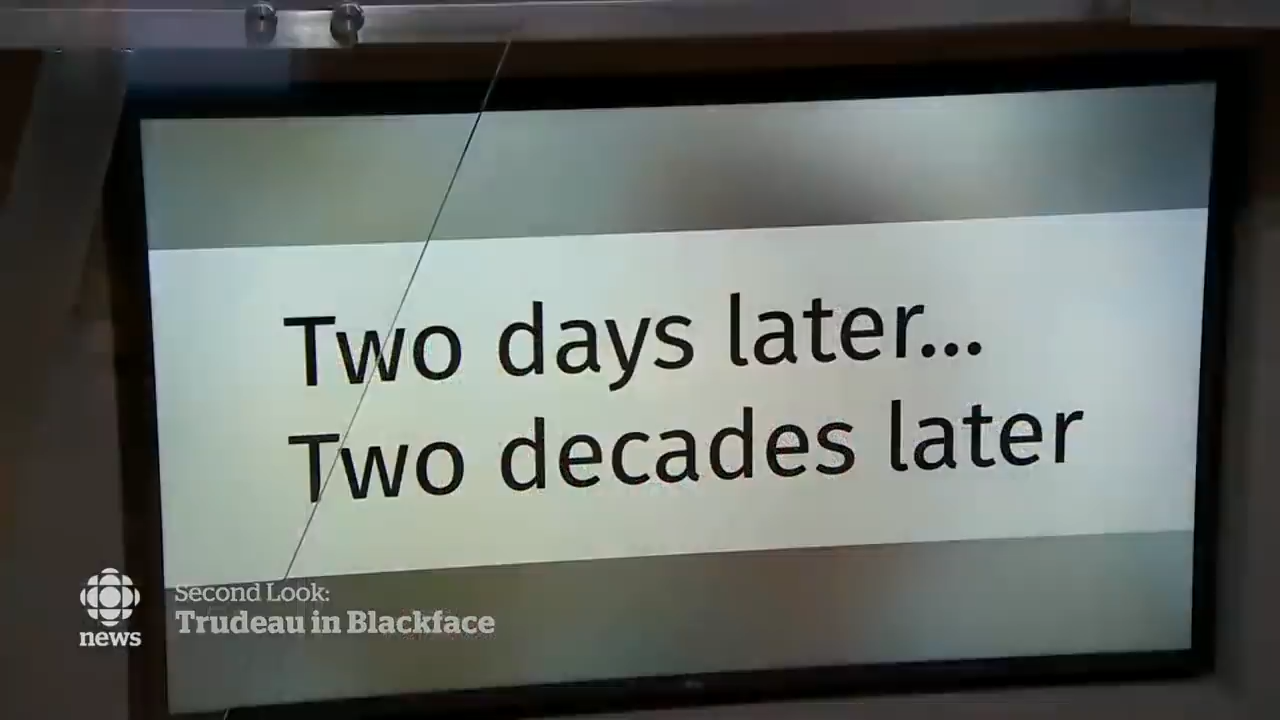 Two days later...
Two decades later
Second Look:
Trudeau in Blackface
news